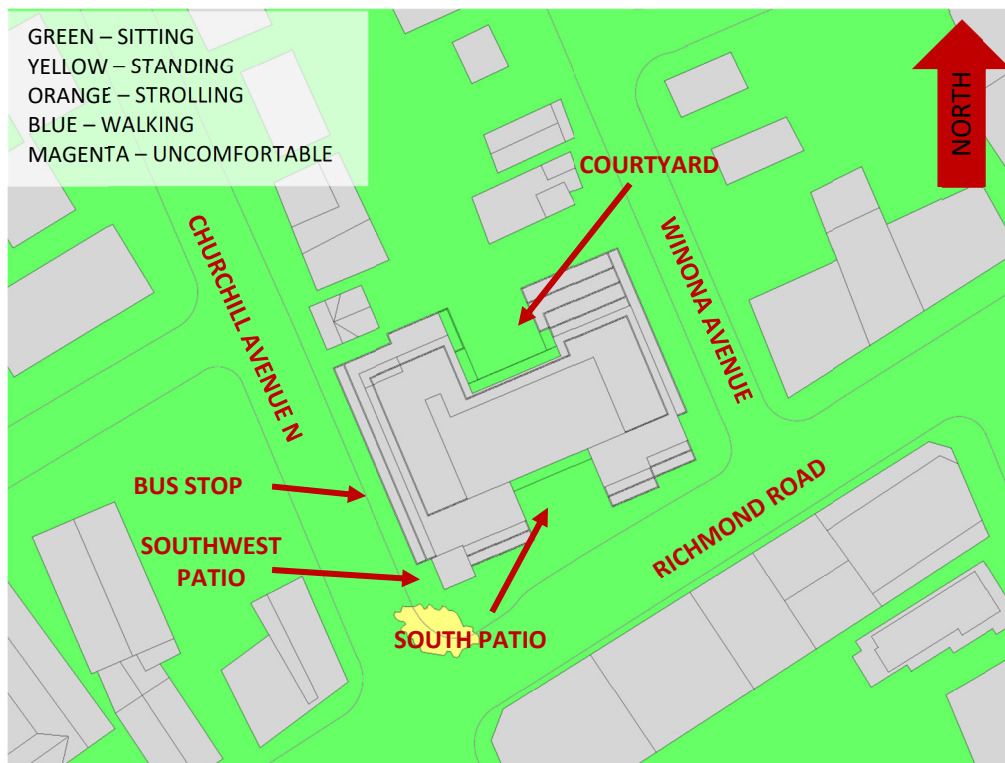 GREEN – SITTING
YELLOW – STANDING
ORANGE – STROLLING
BLUE – WALKING
MAGENTA – UNCOMFORTABLE
NORTH
COURTYARD
CHURCHILL AVENUE N
WINONA AVENUE
BUS STOP
RICHMOND ROAD
SOUTHWEST
PATIO
SOUTH PATIO